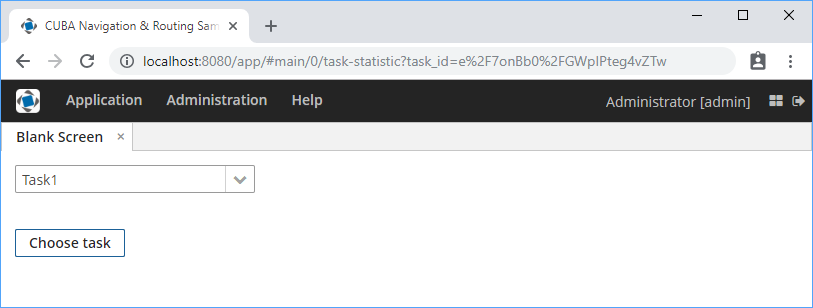 CUBA Navigation & Routing Sam
localhost:8080/app/#main/0/task-statistic?task_id=e%2F7onBb0%2FGWpIPteg4vZTw
Application Administration Help Administrator [admin]
Blank Screen
Task1
Choose task